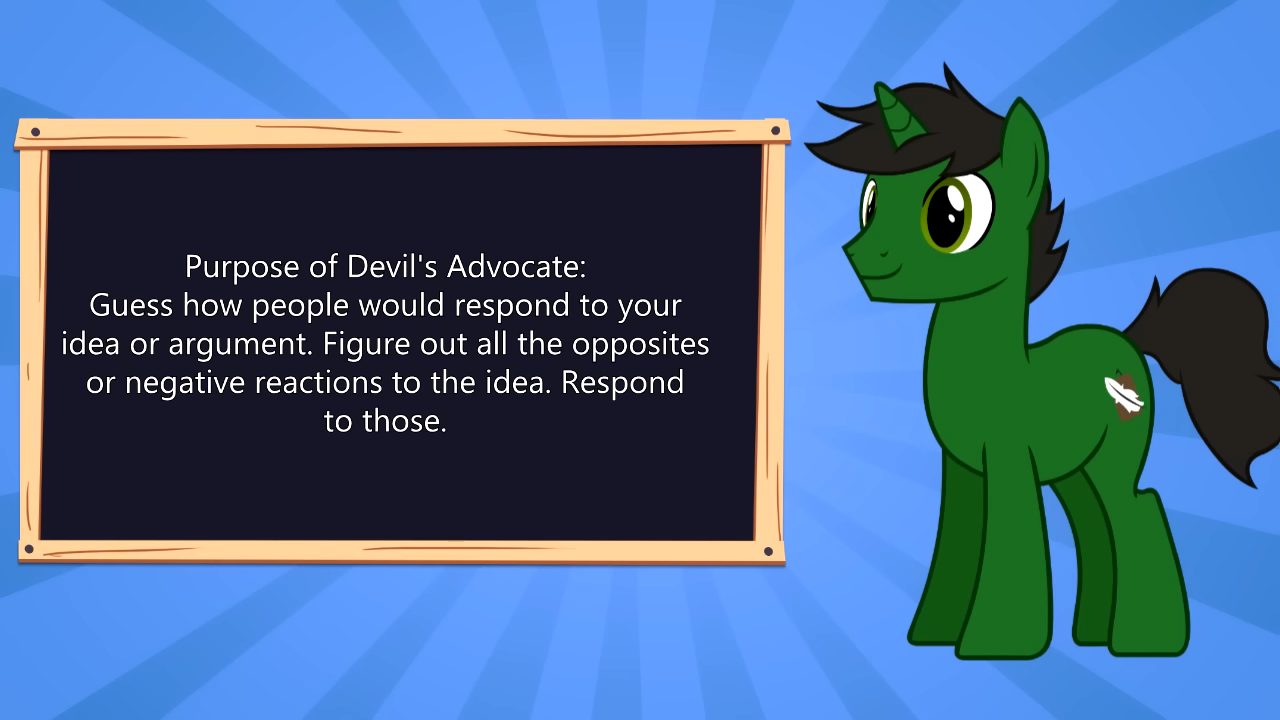 Purpose of Devil's Advocate:
Guess how people would respond to your
idea or argument. Figure out all the opposites
or negative reactions to the idea. Respond
to those.